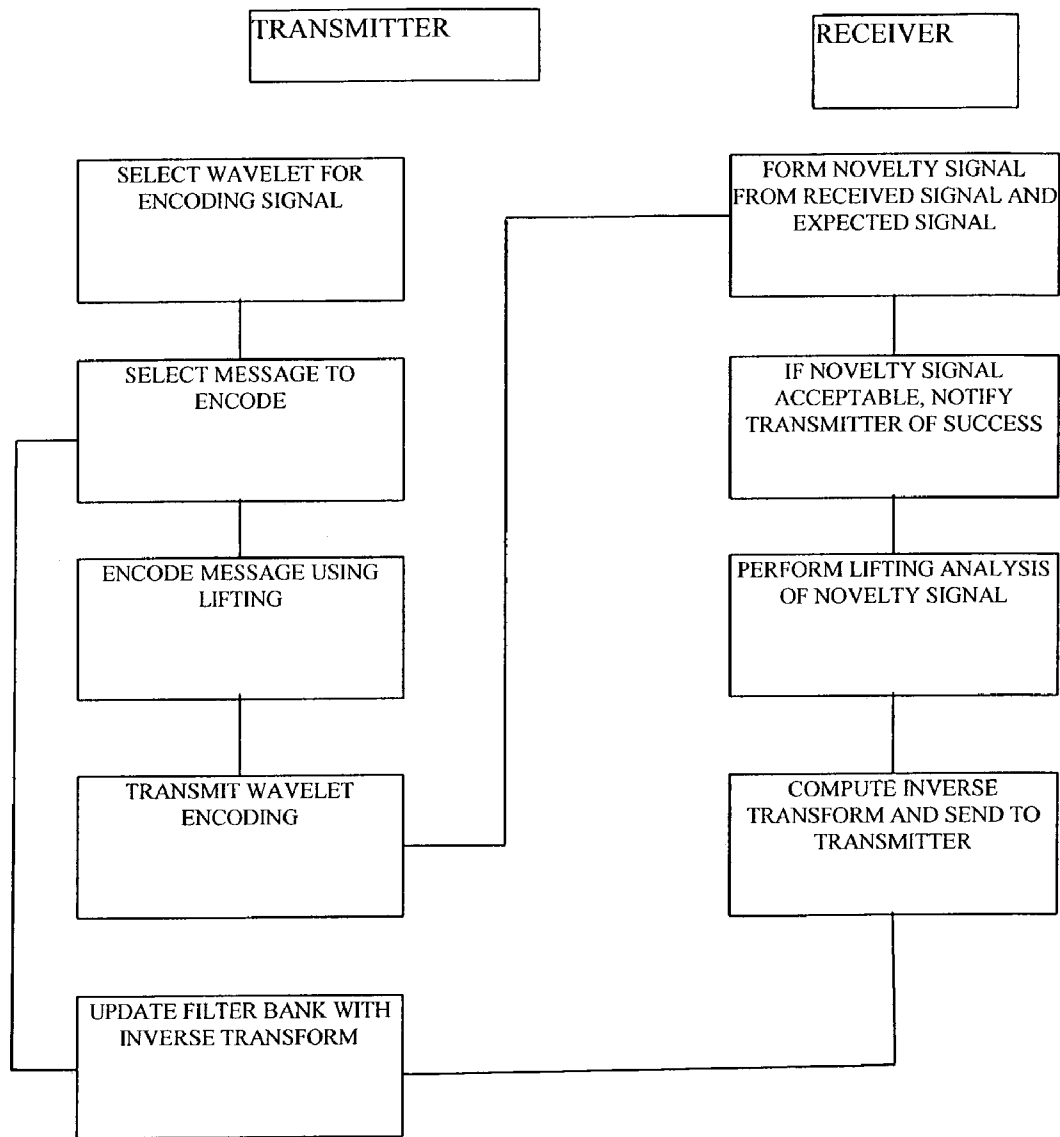 TRANSMITTER
RECEIVER
SELECT WAVELET FOR
ENCODING SIGNAL
SELECT MESSAGE TO
ENCODE
ENCODE MESSAGE USING
LIFTING
TRANSMIT WAVELET
ENCODING
UPDATE FILTER BANK WITH
INVERSE TRANSFORM
FORM NOVELTY SIGNAL
FROM RECEIVED SIGNAL AND
EXPECTED SIGNAL
IF NOVELTY SIGNAL
ACCEPTABLE, NOTIFY
TRANSMITTER OF SUCCESS
PERFORM LIFTING ANALYSIS
OF NOVELTY SIGNAL
COMPUTE INVERSE
TRANSFORM AND SEND TO
TRANSMITTER